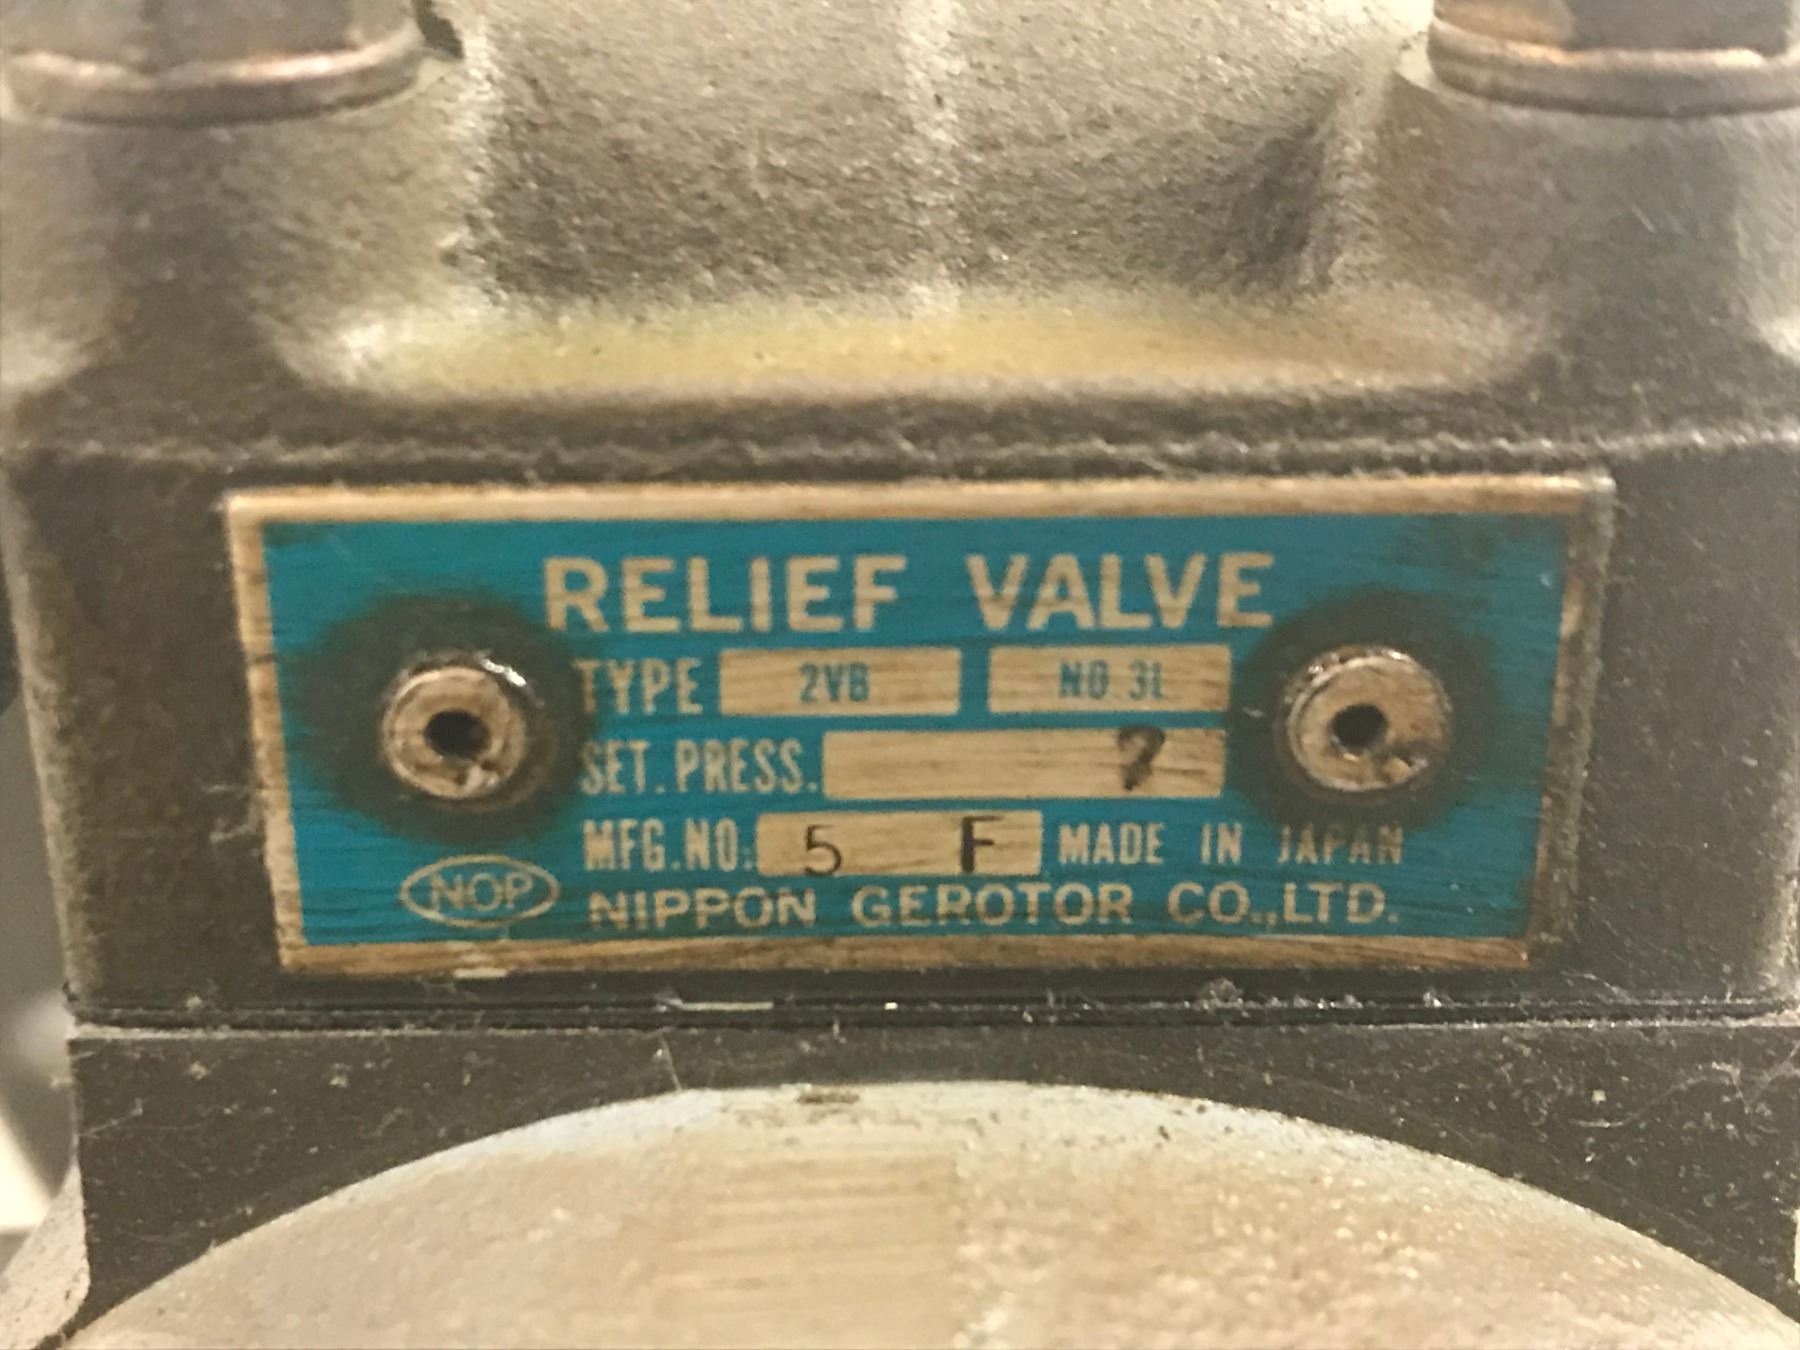 RELIEF VALVE
TYPE 2VB NO.3L
SET. PRESS. 7
MFG.NO. 5 F MADE IN JAPAN
NOP NIPPON GEROTOR CO.,LTD.